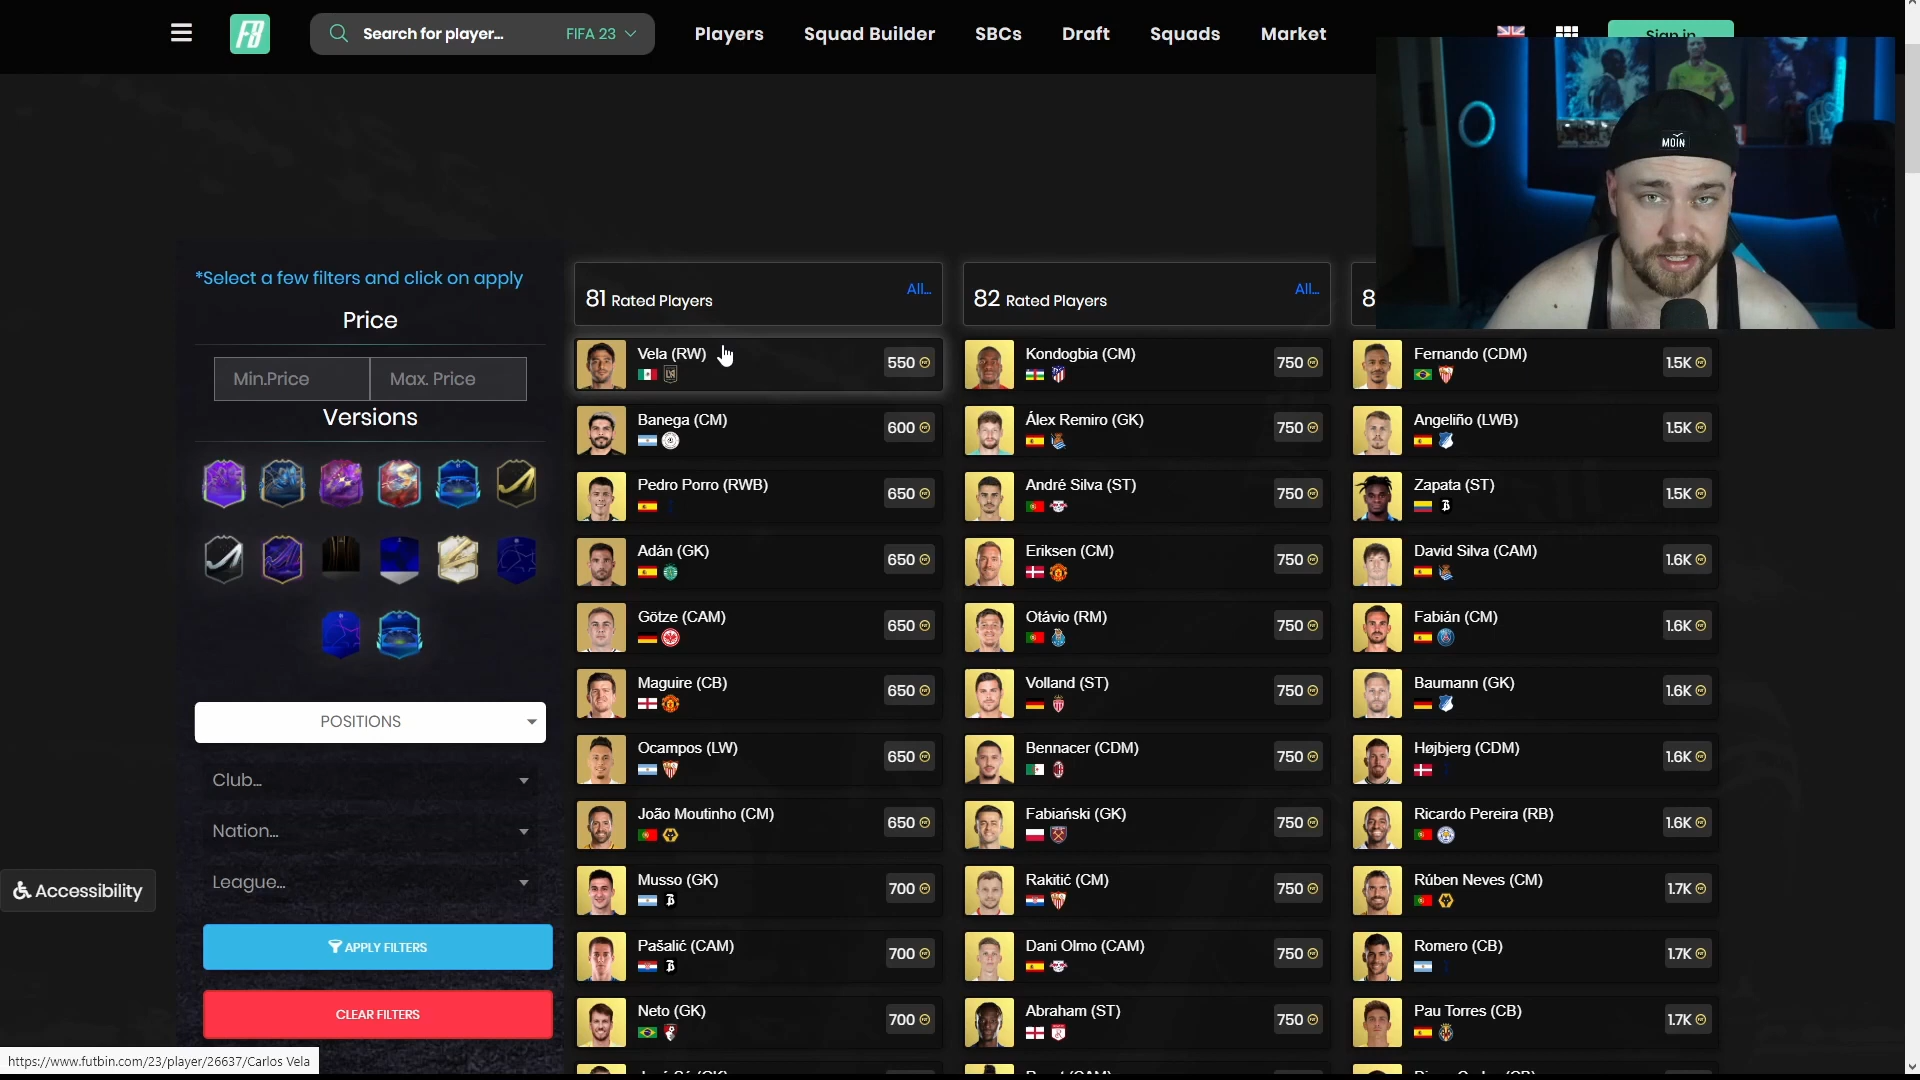 F8
Search for player...
FIFA 23
Players
Squad Builder
SBCs
Draft
Squads
Market
Sign in
MOIN
*Select a few filters and click on apply
Price
Min.Price
Max. Price
Versions
POSITIONS
Club...
Nation...
League...
APPLY FILTERS
CLEAR FILTERS
Accessibility
81 Rated Players
All...
Vela (RW)
550
Banega (CM)
600
Pedro Porro (RWB)
650
Adán (GK)
650
Götze (CAM)
650
Maguire (CB)
650
Ocampos (LW)
650
João Moutinho (CM)
650
Musso (GK)
700
Pašalić (CAM)
700
Neto (GK)
700
82 Rated Players
All...
Kondogbia (CM)
750
Álex Remiro (GK)
750
André Silva (ST)
750
Eriksen (CM)
750
Otávio (RM)
750
Volland (ST)
750
Bennacer (CDM)
750
Fabiański (GK)
750
Rakitić (CM)
750
Dani Olmo (CAM)
750
Abraham (ST)
750
8
Fernando (CDM)
1.5K
Angeliño (LWB)
1.5K
Zapata (ST)
1.5K
David Silva (CAM)
1.6K
Fabián (CM)
1.6K
Baumann (GK)
1.6K
Højbjerg (CDM)
1.6K
Ricardo Pereira (RB)
1.6K
Rúben Neves (CM)
1.7K
Romero (CB)
1.7K
Pau Torres (CB)
1.7K
https://www.futbin.com/23/player/26637/Carlos Vela